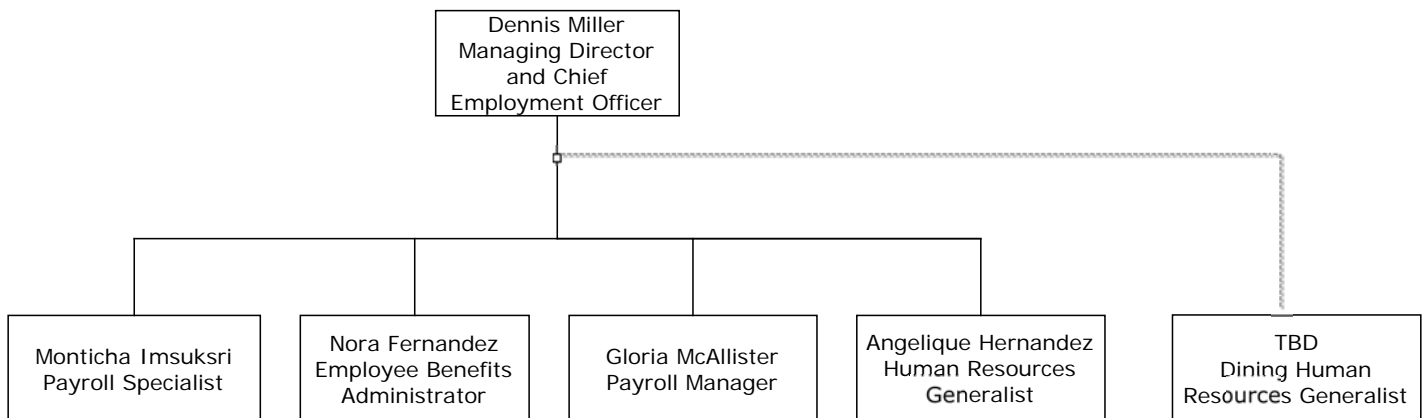 Dennis Miller
Managing Director
and Chief
Employment Officer
Monticha Imsuksri
Payroll Specialist
Nora Fernandez
Employee Benefits
Administrator
Gloria McAllister
Payroll Manager
Angelique Hernandez
Human Resources
Generalist
TBD
Dining Human
Resources Generalist